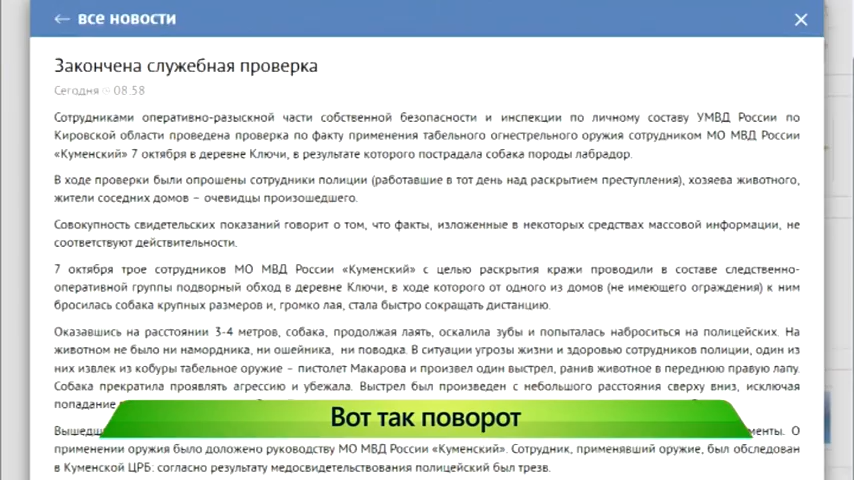 ← все новости ×
Закончена служебная проверка
Сегодня 08:58
Сотрудниками оперативно-разыскной части собственной безопасности и инспекции по личному составу УМВД России по
Кировской области проведена проверка по факту применения табельного огнестрельного оружия сотрудником МО МВД России
«Куменский» 7 октября в деревне Ключи, в результате которого пострадала собака породы лабрадор.
В ходе проверки были опрошены сотрудники полиции (работавшие в тот день над раскрытием преступления), хозяева животного,
жители соседних домов – очевидцы произошедшего.
Совокупность свидетельских показаний говорит о том, что факты, изложенные в некоторых средствах массовой информации, не
соответствуют действительности.
7 октября трое сотрудников МО МВД России «Куменский» с целью раскрытия кражи проводили в составе следственно-
оперативной группы подворный обход в деревне Ключи, в ходе которого от одного из домов (не имеющего ограждения) к ним
бросилась собака крупных размеров и, громко лая, стала быстро сокращать дистанцию.
Оказавшись на расстоянии 3-4 метров, собака, продолжая лаять, оскалила зубы и попыталась наброситься на полицейских. На
животном не было ни намордника, ни ошейника, ни поводка. В ситуации угрозы жизни и здоровью сотрудников полиции, один из
них извлек из кобуры табельное оружие – пистолет Макарова и произвел один выстрел, ранив животное в переднюю правую лапу.
Собака прекратила проявлять агрессию и убежала. Выстрел был произведен с небольшого расстояния сверху вниз, исключая
попадание
Вот так поворот
Вышедш менты. О
применении оружия было доложено руководству МО МВД России «Куменский». Сотрудник, применявший оружие, был обследован
в Куменской ЦРБ: согласно результату медосвидетельствования полицейский был трезв.